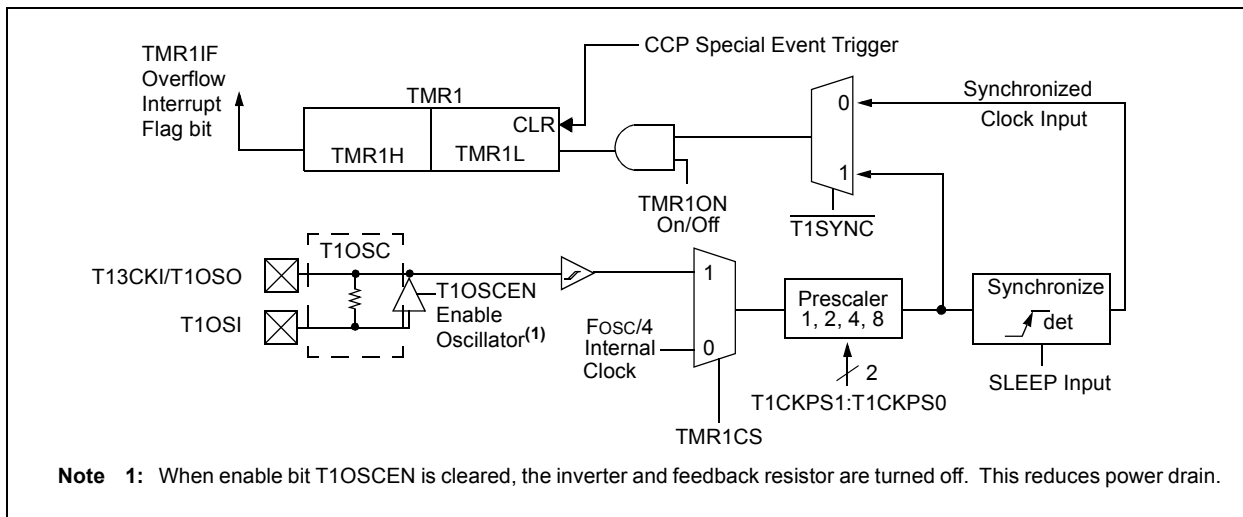 TMR1IF
Overflow
Interrupt
Flag bit
TMR1
CCP Special Event Trigger
CLR
TMR1H
TMR1L
TMR1ON
On/Off
0
1
T1SYNC
Synchronized
Clock Input
T1OSC
T13CKI/T1OSO
T1OSI
T1OSCEN
Enable
Oscillator(1)
FOSC/4
Internal
Clock
1
0
TMR1CS
Prescaler
1, 2, 4, 8
2
T1CKPS1:T1CKPS0
Synchronize
det
SLEEP Input
Note 1: When enable bit T1OSCEN is cleared, the inverter and feedback resistor are turned off. This reduces power drain.